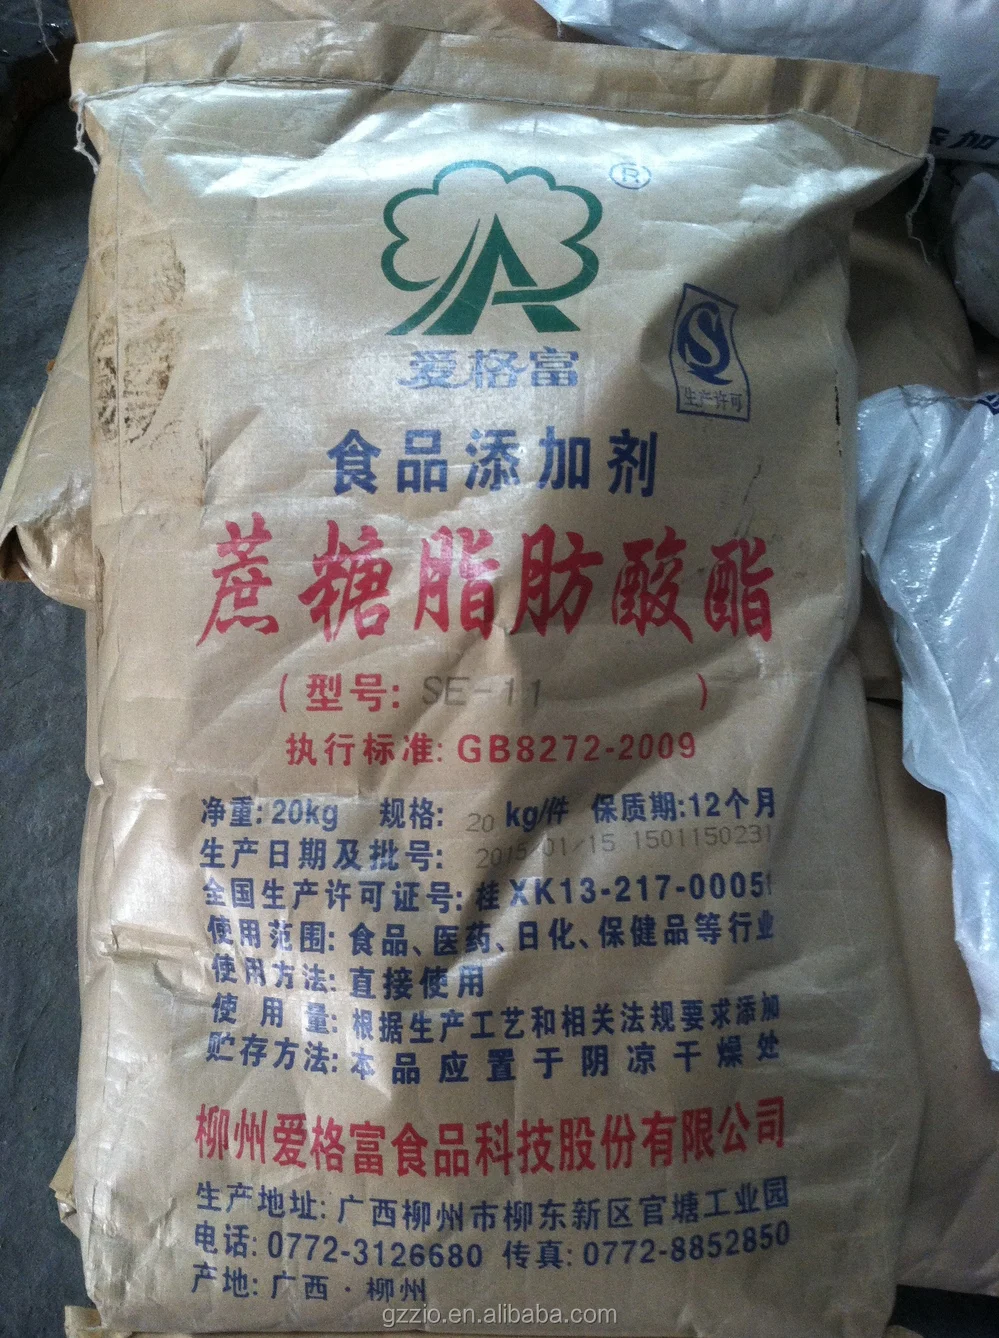 ®
爱格富
生产许可
食品添加剂
蔗糖脂肪酸酯
(型号: SE-11 )
执行标准: GB8272-2009
净重: 20kg 规格: 20 kg/件 保质期:12个月
生产日期及批号: 2015/01/15 1501150231
全国生产许可证号: 桂XK13-217-0005
使用范围: 食品、医药、日化、保健品等行业
使用方法: 直接使用
使用量: 根据生产工艺和相关法规要求添加
贮存方法: 本品应置于阴凉干燥处
柳州爱格富食品科技股份有限公司
生产地址: 广西柳州市柳东新区官塘工业园
电话: 0772-3126680 传真: 0772-8852850
产地: 广西·柳州
gzzio.en.alibaba.com